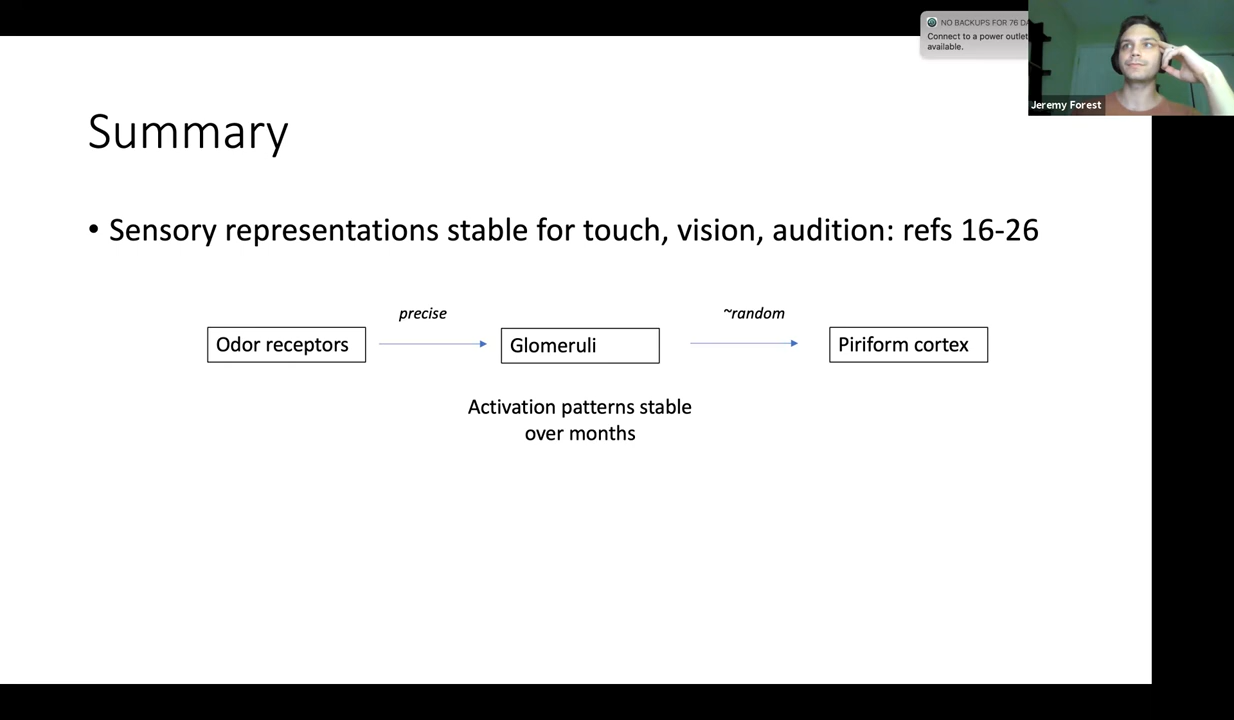 NO BACKUPS FOR 76 DA
Connect to a power outlet
available.
Jeremy Forest
Summary
• Sensory representations stable for touch, vision, audition: refs 16-26
precise
~random
Odor receptors
Glomeruli
Piriform cortex
Activation patterns stable
over months